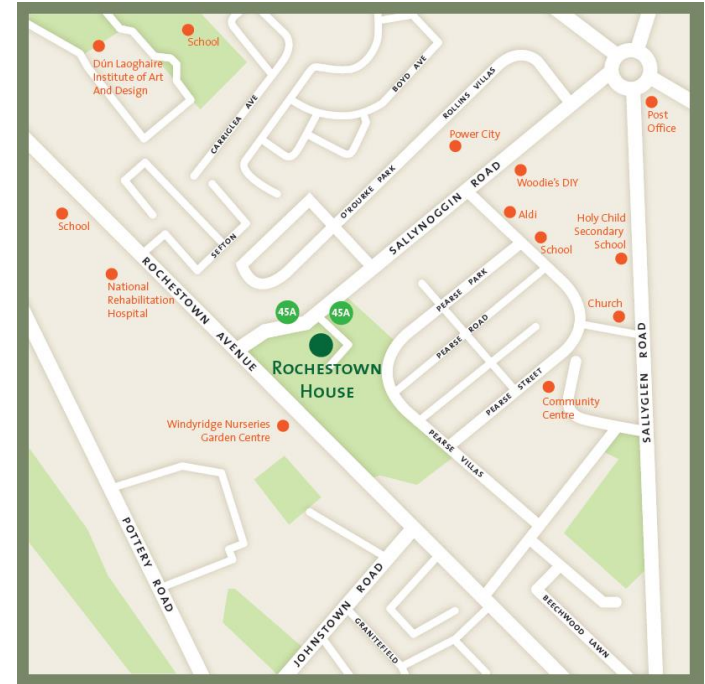 School
Dún Laoghaire
Institute of Art
And Design
CARRIGLEA AVE
BOYD AVE
ROLLINS VILLAS
Post
Office
Power City
Woodie's DIY
O'ROURKE PARK
SALLYNOGGIN ROAD
Aldi
School
Holy Child
Secondary
School
School
SEFTON
National
Rehabilitation
Hospital
ROCHESTOWN AVENUE
45A
45A
PEARSE PARK
PEARSE ROAD
Church
ROCHESTOWN
HOUSE
PEARSE STREET
SALLYGLEN ROAD
Community
Centre
Windyridge Nurseries
Garden Centre
PEARSE VILLAS
POTTERY ROAD
JOHNSTOWN ROAD
GRANITEFIELD
BEECHWOOD LAWN